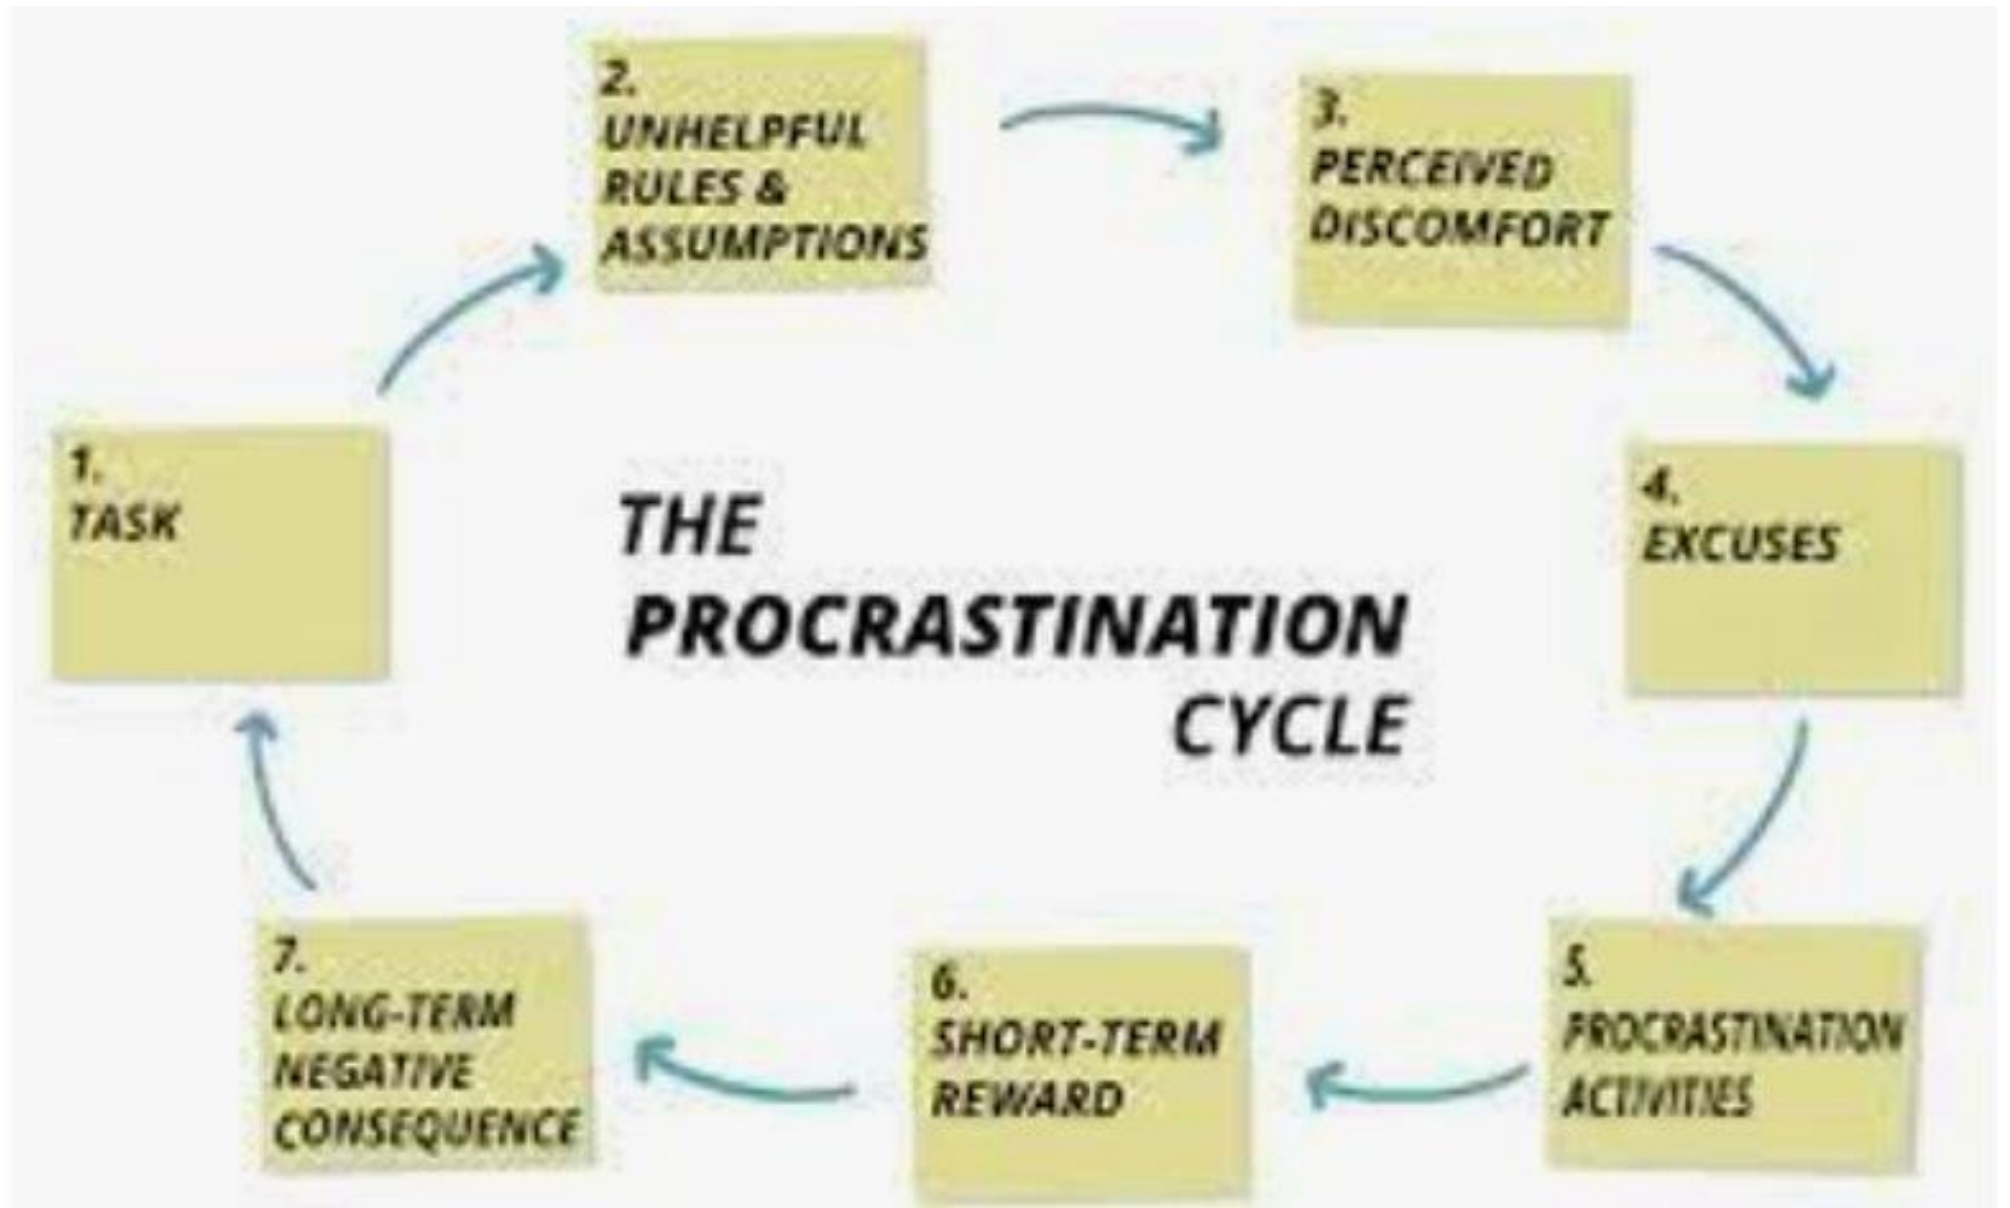 1.
TASK
2.
UNHELPFUL
RULES &
ASSUMPTIONS
3.
PERCEIVED
DISCOMFORT
4.
EXCUSES
5.
PROCRASTINATION
ACTIVITIES
6.
SHORT-TERM
REWARD
7.
LONG-TERM
NEGATIVE
CONSEQUENCE
THE
PROCRASTINATION
CYCLE